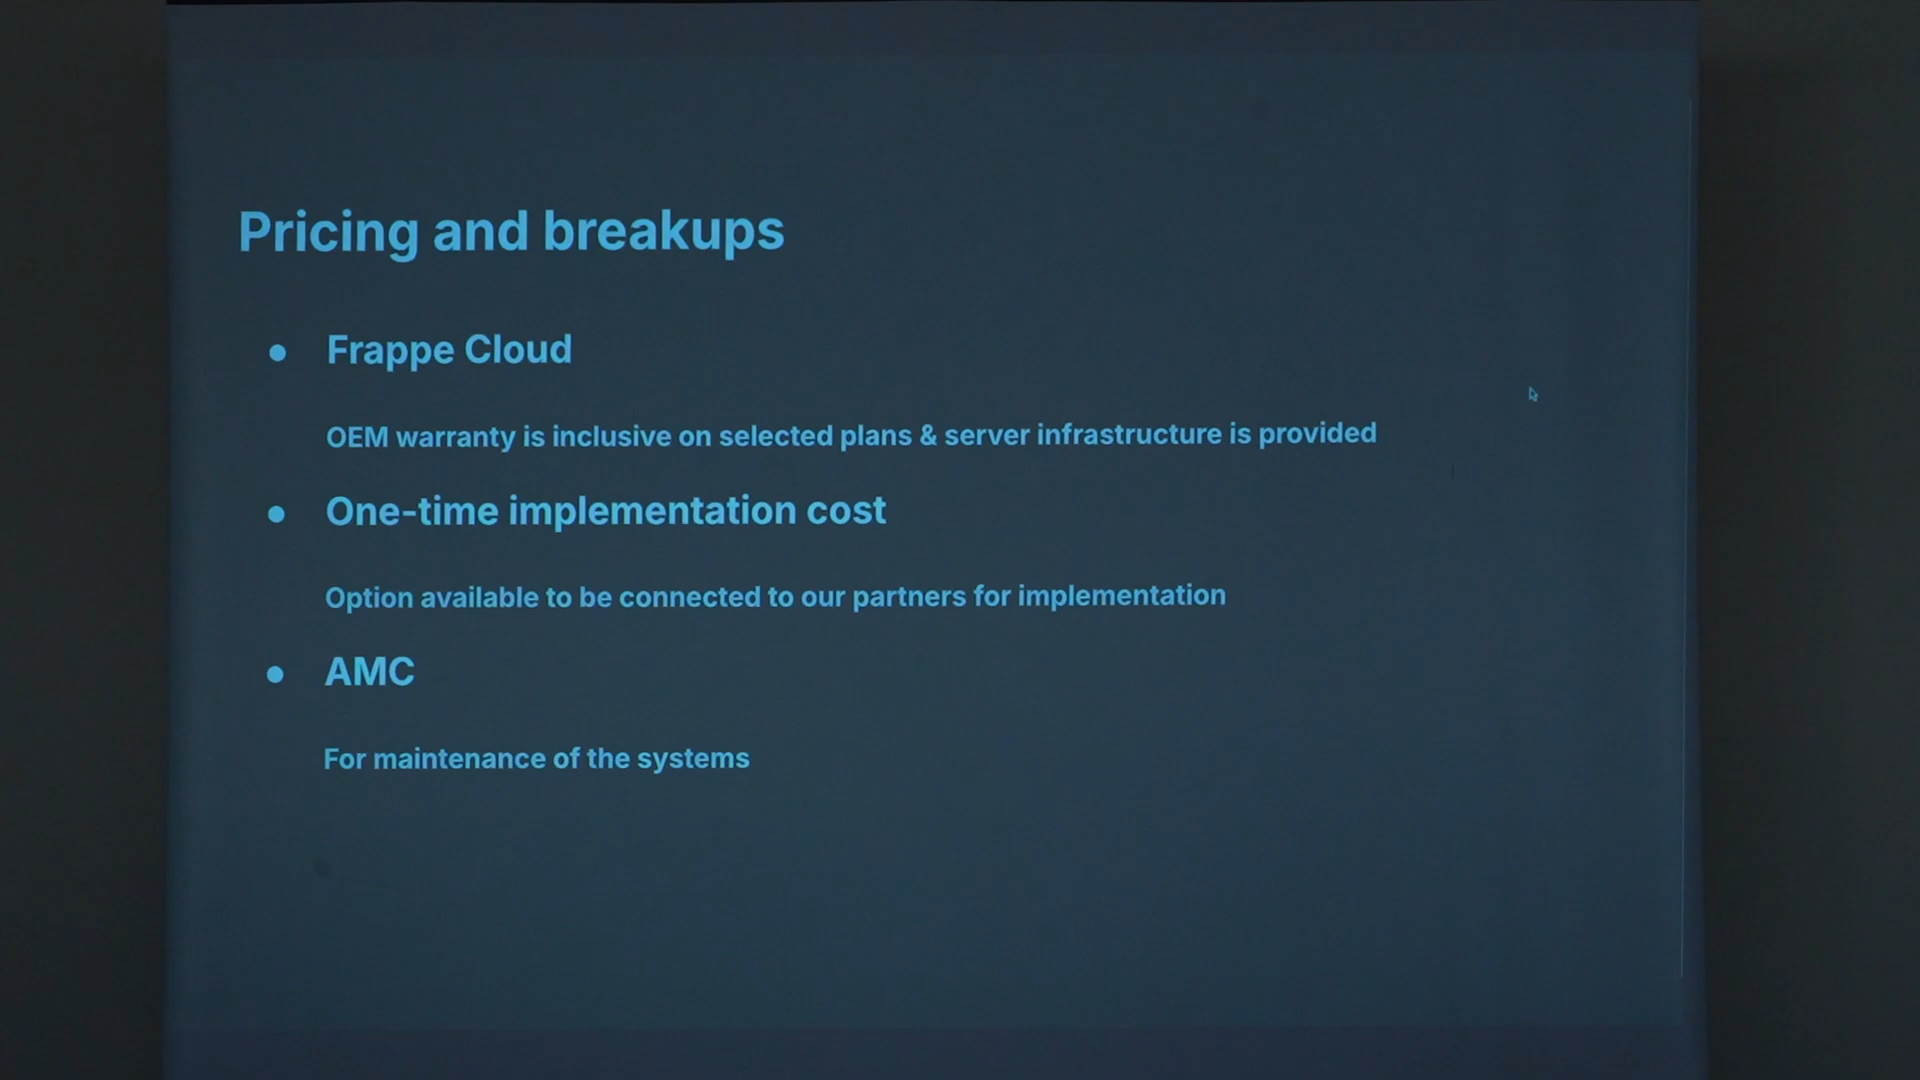 Pricing and breakups
● Frappe Cloud
OEM warranty is inclusive on selected plans & server infrastructure is provided
● One-time implementation cost
Option available to be connected to our partners for implementation
● AMC
For maintenance of the systems